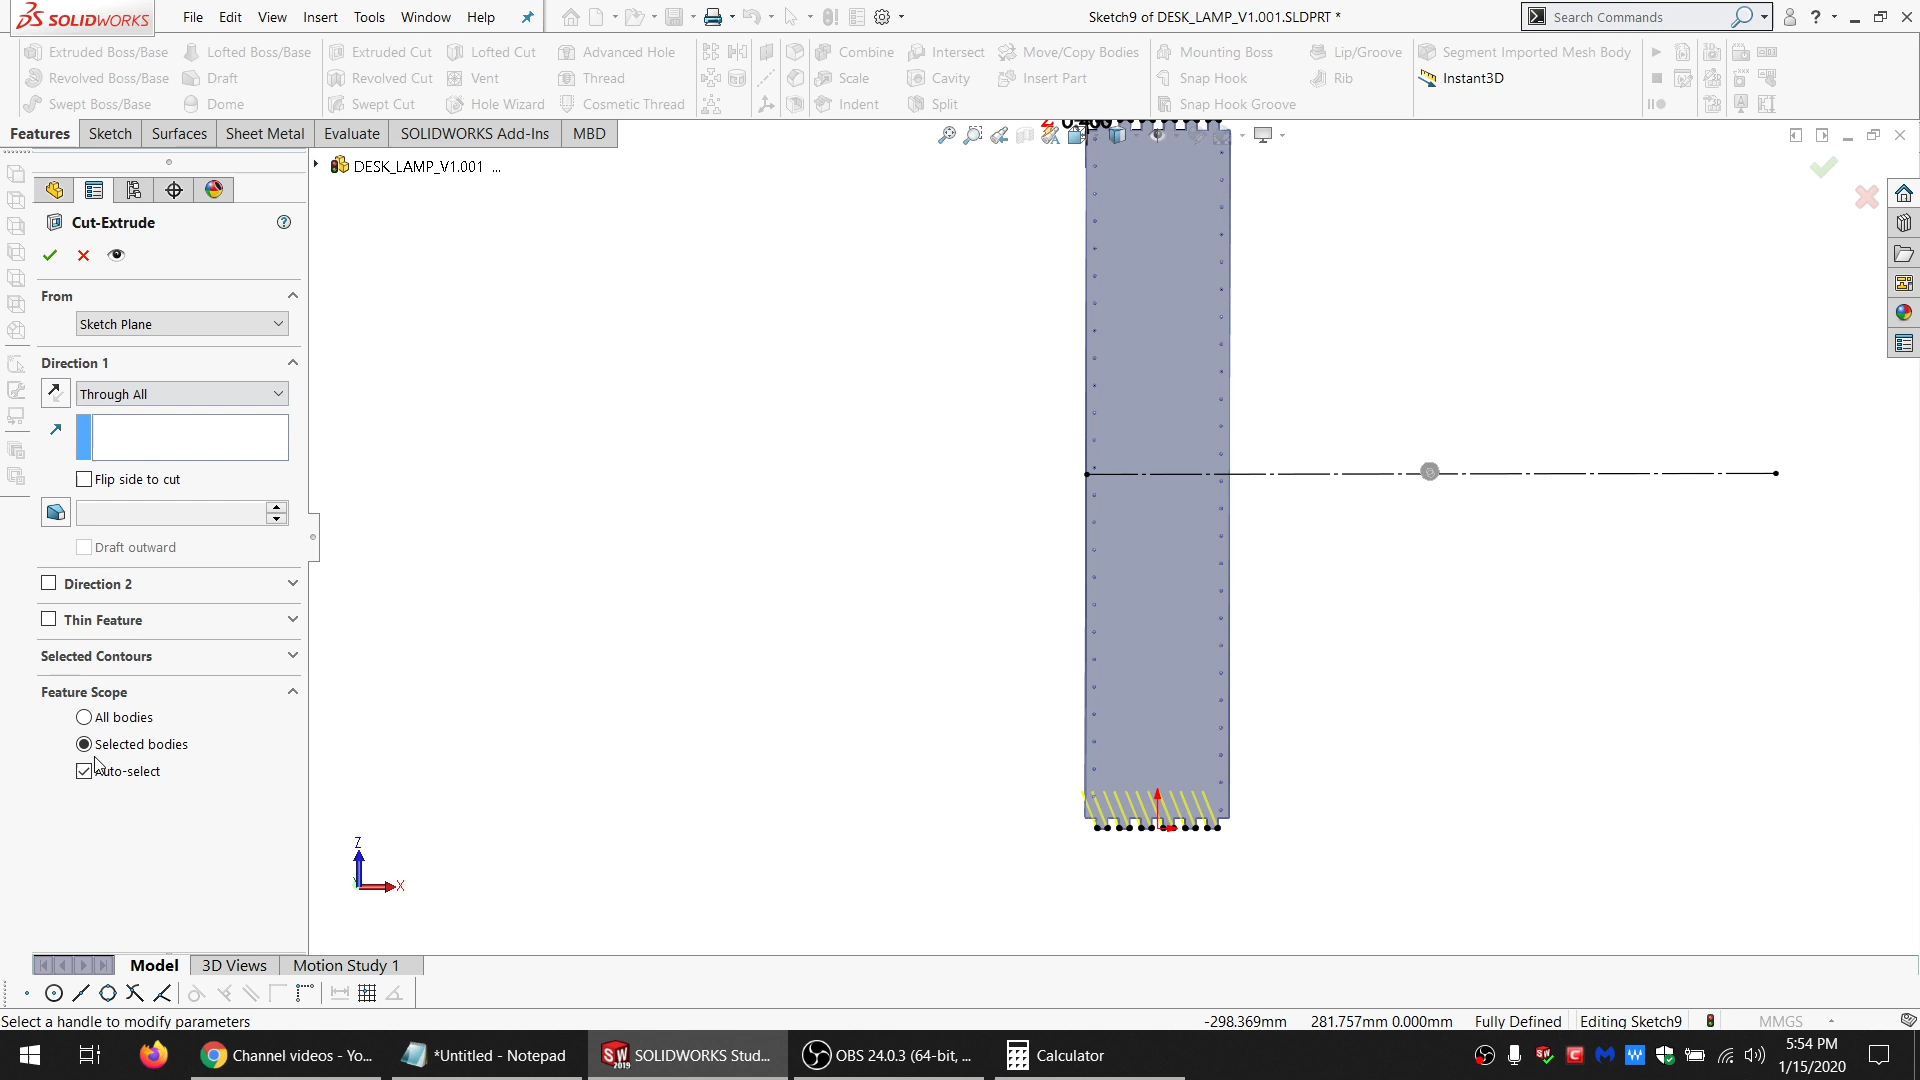 SOLIDWORKS File Edit View Insert Tools Window Help Sketch9 of DESK_LAMP_V1.001.SLDPRT * Search Commands ?
Extruded Boss/Base Lofted Boss/Base Extruded Cut Lofted Cut Advanced Hole Combine Intersect Move/Copy Bodies Mounting Boss Lip/Groove Segment Imported Mesh Body
Revolved Boss/Base Draft Revolved Cut Vent Thread Scale Cavity Insert Part Snap Hook Rib Instant3D
Swept Boss/Base Dome Swept Cut Hole Wizard Cosmetic Thread Indent Split Snap Hook Groove
Features Sketch Surfaces Sheet Metal Evaluate SOLIDWORKS Add-Ins MBD
DESK_LAMP_V1.001 ...
Cut-Extrude
From
Sketch Plane
Direction 1
Through All
Flip side to cut
Draft outward
Direction 2
Thin Feature
Selected Contours
Feature Scope
All bodies
Selected bodies
Auto-select
Z
X
Model 3D Views Motion Study 1
Select a handle to modify parameters -298.369mm 281.757mm 0.000mm Fully Defined Editing Sketch9 MMGS
Channel videos - Yo... *Untitled - Notepad SOLIDWORKS Stud... OBS 24.0.3 (64-bit, ... Calculator 5:54 PM
1/15/2020